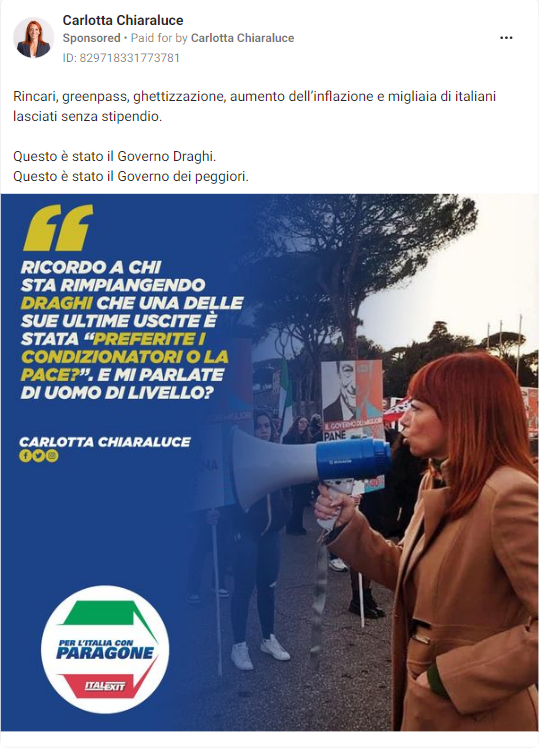 Carlotta Chiaraluce
Sponsored • Paid for by Carlotta Chiaraluce
ID: 829718331773781
Rincari, greenpass, ghettizzazione, aumento dell'inflazione e migliaia di italiani
lasciati senza stipendio.
Questo è stato il Governo Draghi.
Questo è stato il Governo dei peggiori.
RICORDO A CHI
STA RIMPIANGENDO
DRAGHI CHE UNA DELLE
SUE ULTIME USCITE È
STATA "PREFERITE I
CONDIZIONATORI O LA
PACE?". E MI PARLATE
DI UOMO DI LIVELLO?
CARLOTTA CHIARALUCE
IL GOVERNO DEI MIGLIORI
PANE
PER L'ITALIA CON
PARAGONE
ITALEXIT